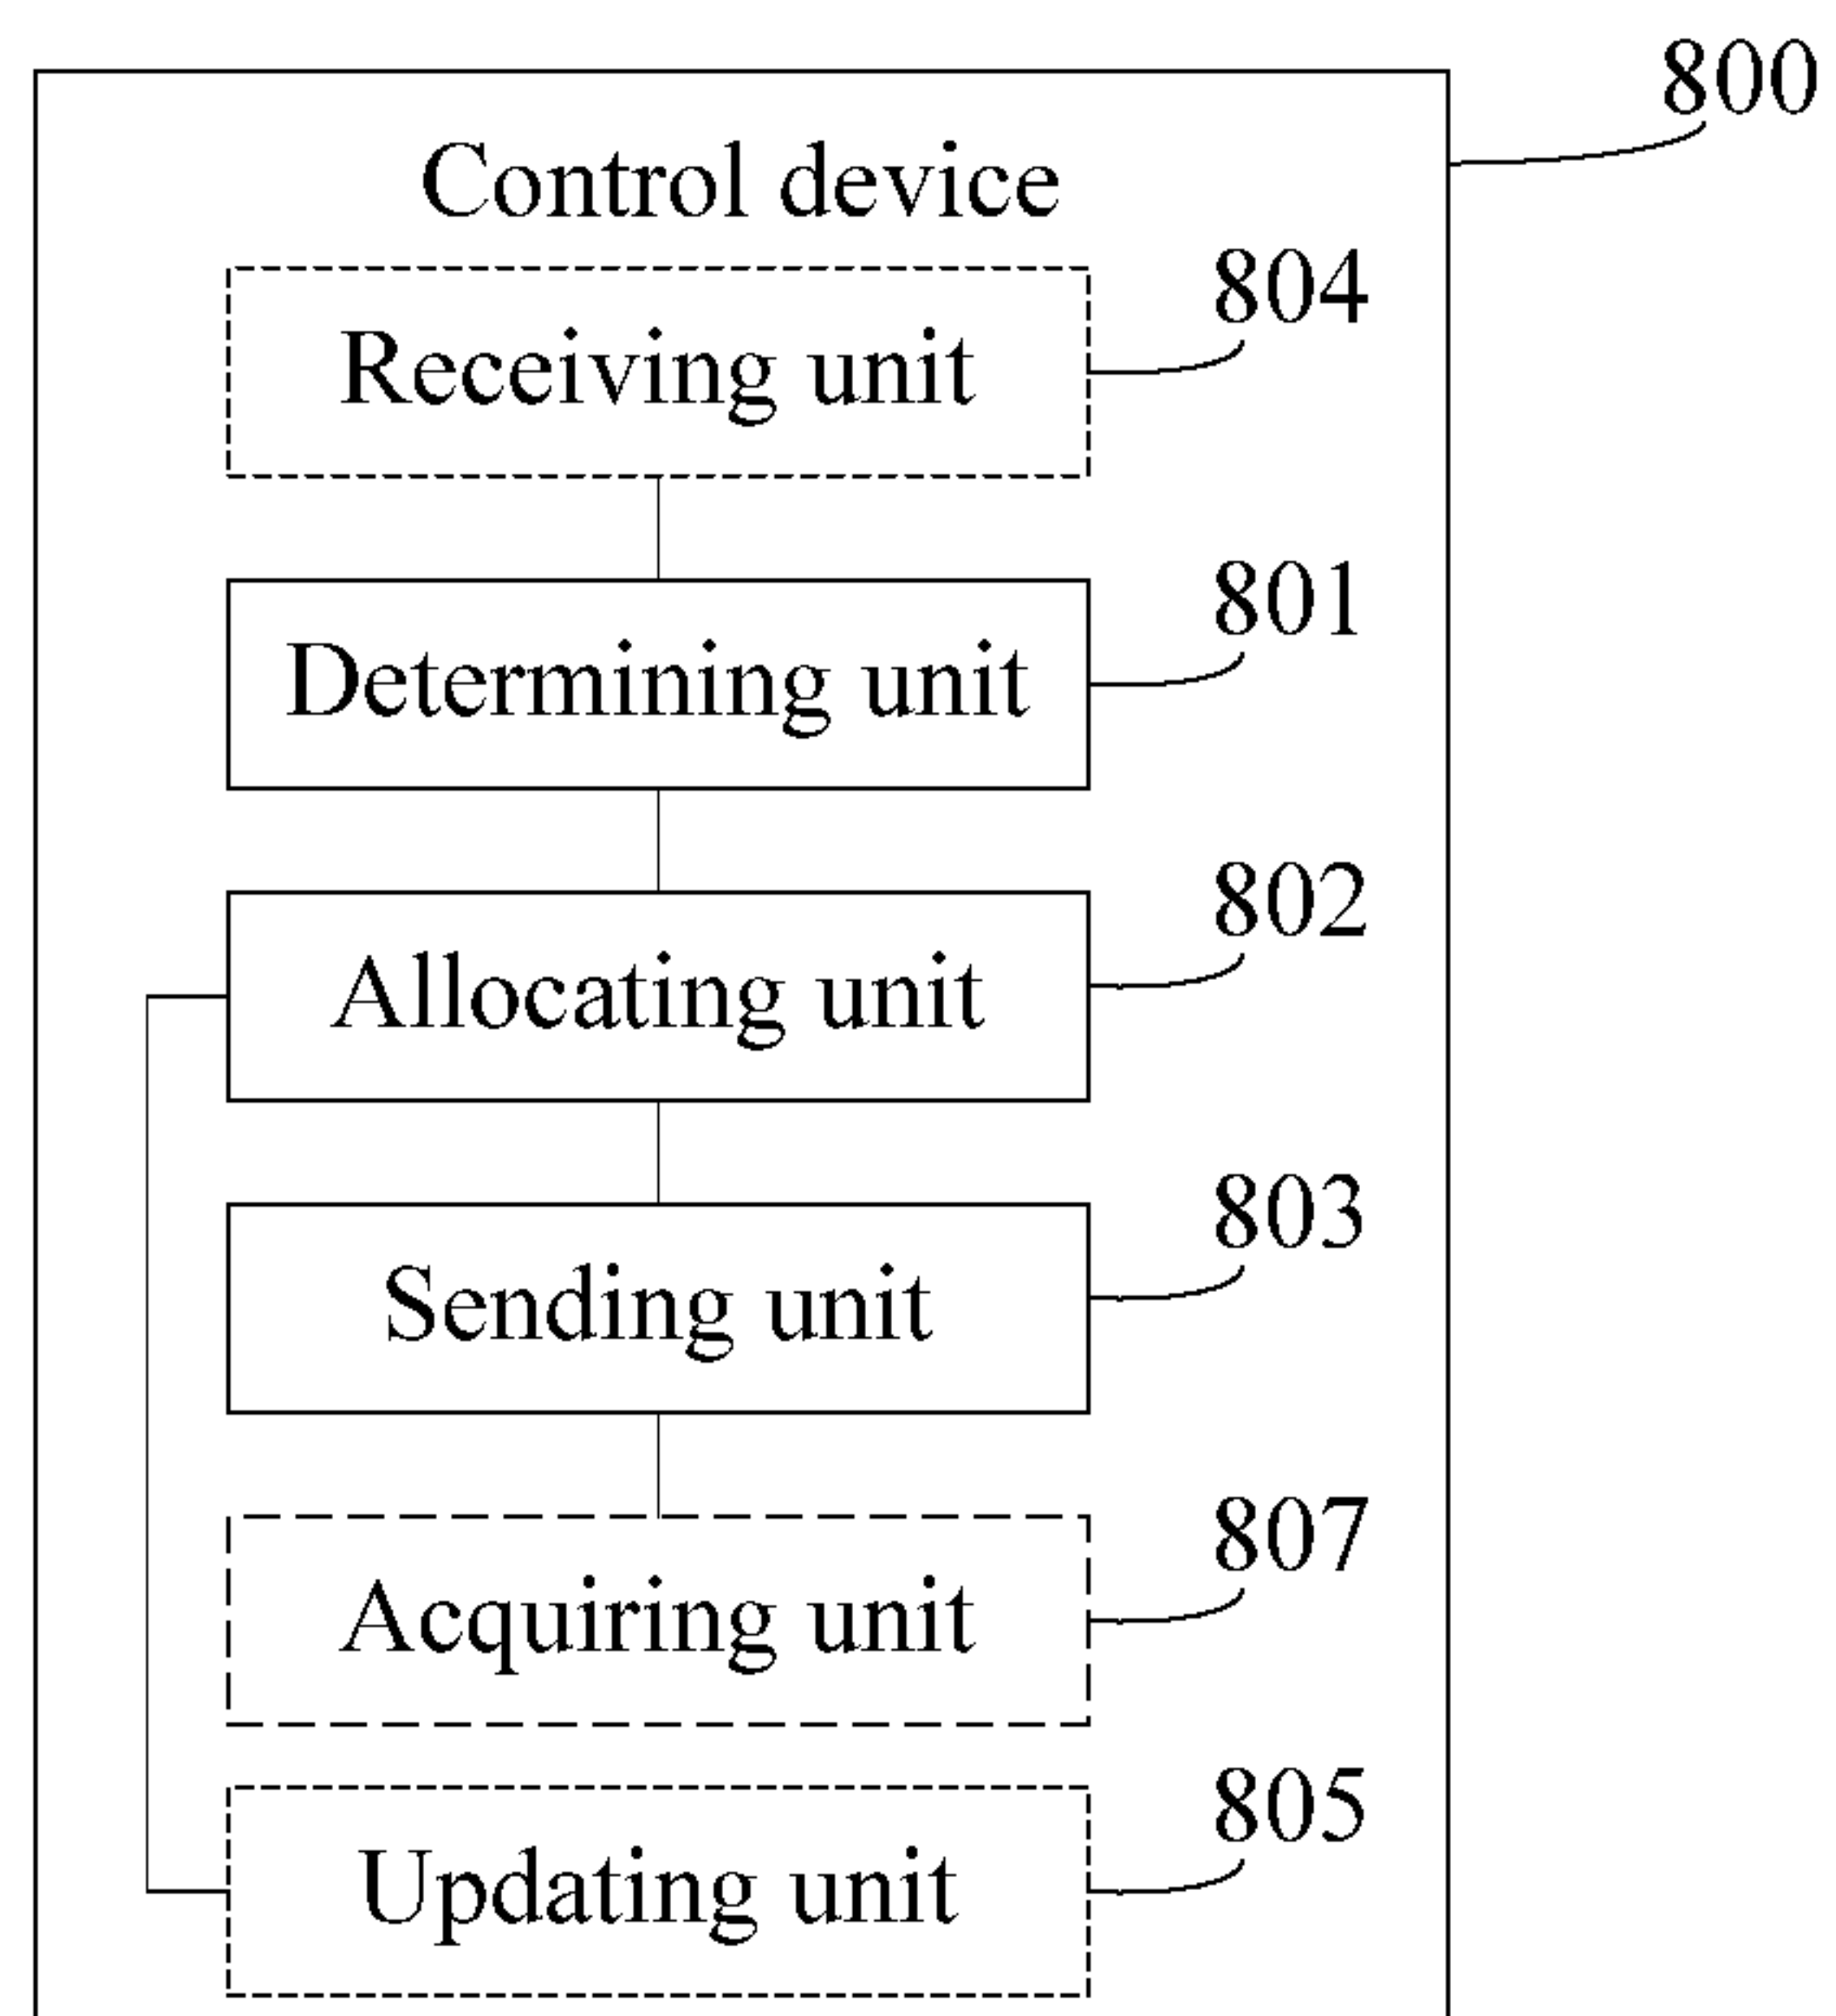 800
Control device
804
Receiving unit
801
Determining unit
802
Allocating unit
803
Sending unit
807
Acquiring unit
805
Updating unit